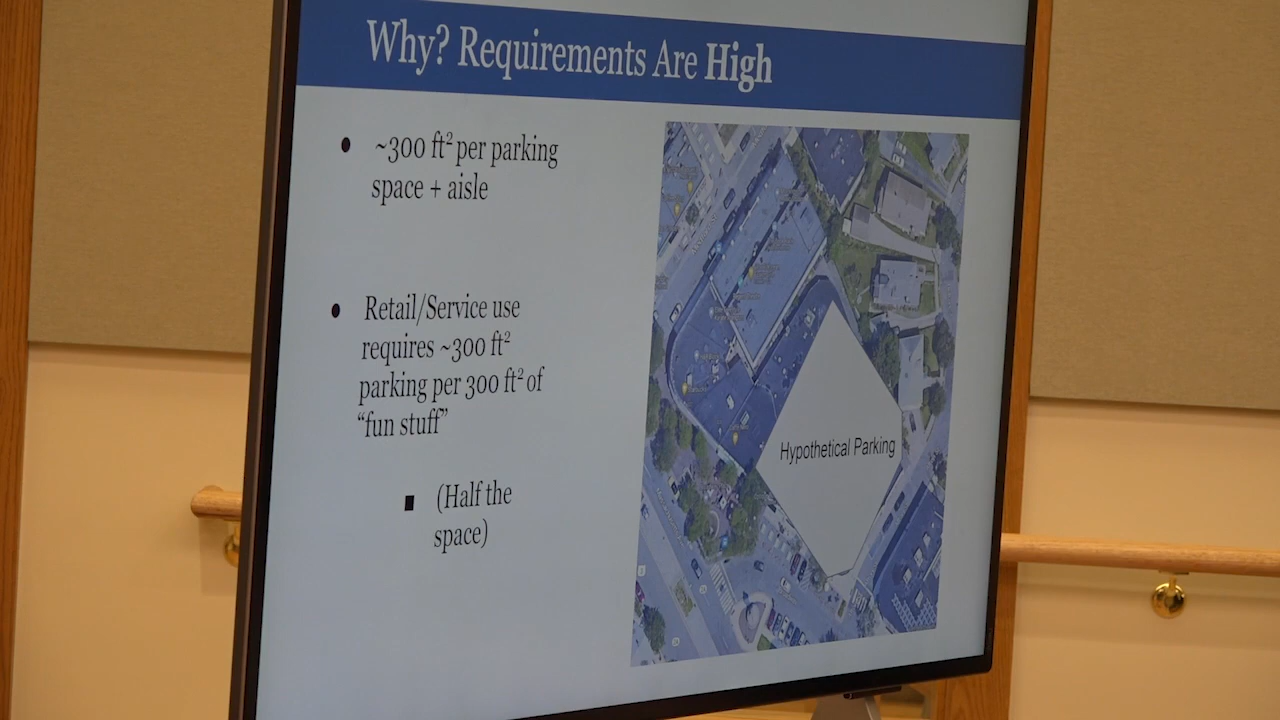 Why? Requirements Are High
• ~300 ft² per parking
space + aisle
• Retail/Service use
requires ~300 ft²
parking per 300 ft² of
“fun stuff”
▪ (Half the
space)
Hypothetical Parking